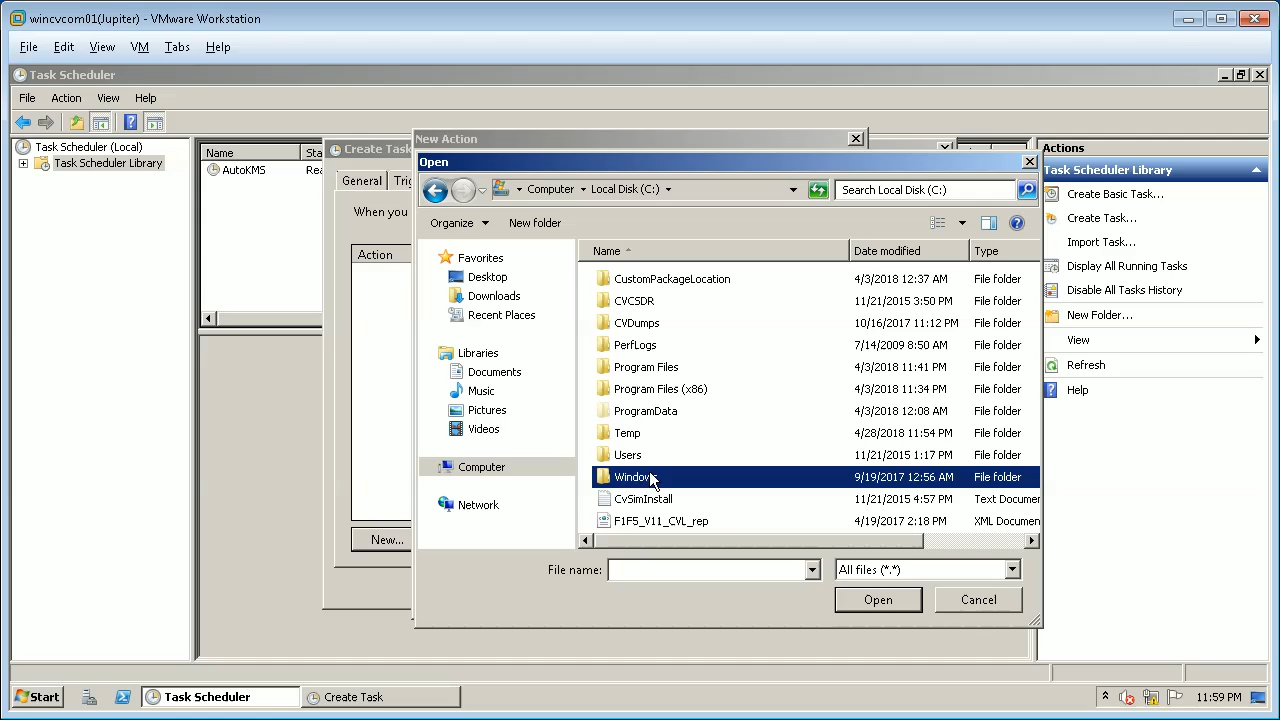 wincvcom01(Jupiter) - VMware Workstation
File Edit View VM Tabs Help
Task Scheduler
File Action View Help
Task Scheduler (Local)
Task Scheduler Library
Name
AutoKMS
Create Task
General
When you
Action
New...
New Action
Open
Computer Local Disk (C:)
Search Local Disk (C:)
Organize New folder
Favorites
Desktop
Downloads
Recent Places
Libraries
Documents
Music
Pictures
Videos
Computer
Network
Name Date modified Type
CustomPackageLocation 4/3/2018 12:37 AM File folder
CVCSDR 11/21/2015 3:50 PM File folder
CVDumps 10/16/2017 11:12 PM File folder
PerfLogs 7/14/2009 8:50 AM File folder
Program Files 4/3/2018 11:41 PM File folder
Program Files (x86) 4/3/2018 11:34 PM File folder
ProgramData 4/3/2018 12:08 AM File folder
Temp 4/28/2018 11:54 PM File folder
Users 11/21/2015 1:17 PM File folder
Windows 9/19/2017 12:56 AM File folder
CvSimInstall 11/21/2015 4:57 PM Text Docume
F1F5_V11_CVL_rep 4/19/2017 2:18 PM XML Documen
File name: All files (*.*)
Open Cancel
Actions
Task Scheduler Library
Create Basic Task...
Create Task...
Import Task...
Display All Running Tasks
Disable All Tasks History
New Folder...
View
Refresh
Help
Start Task Scheduler Create Task 11:59 PM